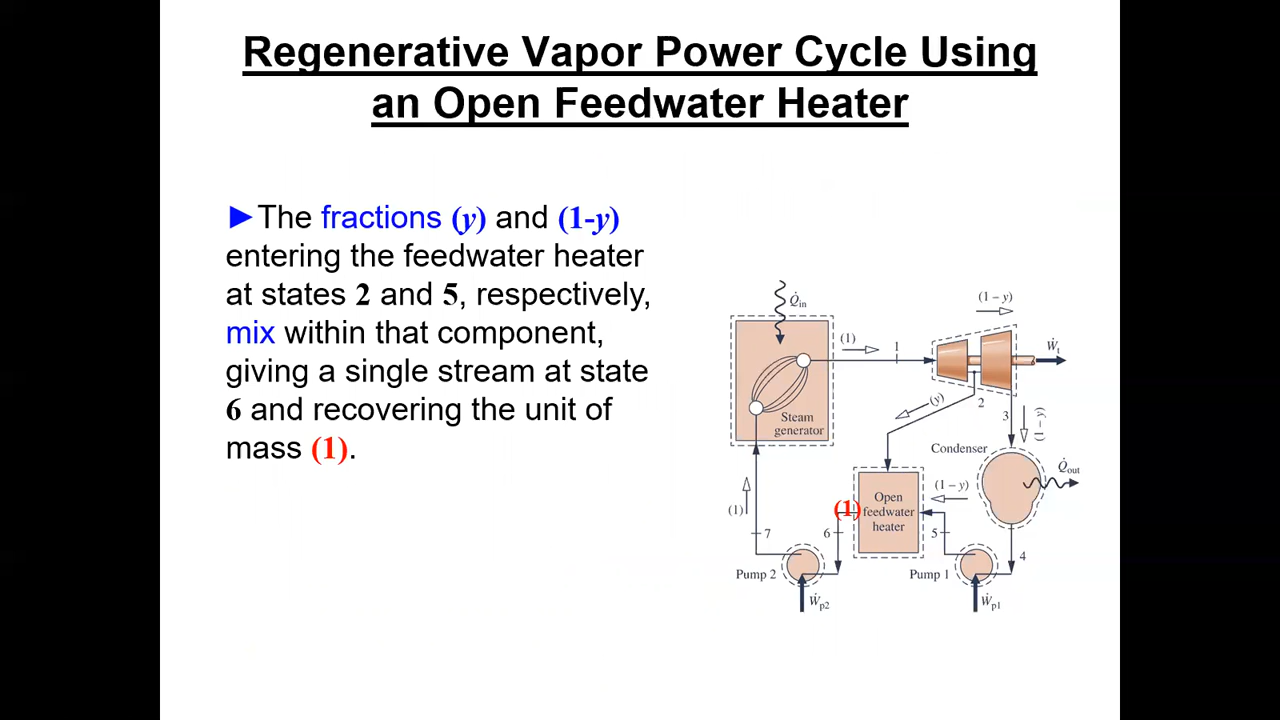 Regenerative Vapor Power Cycle Using
an Open Feedwater Heater
►The fractions (y) and (1-y)
entering the feedwater heater
at states 2 and 5, respectively,
mix within that component,
giving a single stream at state
6 and recovering the unit of
mass (1).
Q̇in
(1 – y)
(1)
1
Ẇt
Steam
generator
(y)
2
3
(1 – y)
Condenser
Q̇out
(1 – y)
Open
feedwater
heater
(1)
(1)
7
6
5
4
Pump 2
Pump 1
Ẇp2
Ẇp1